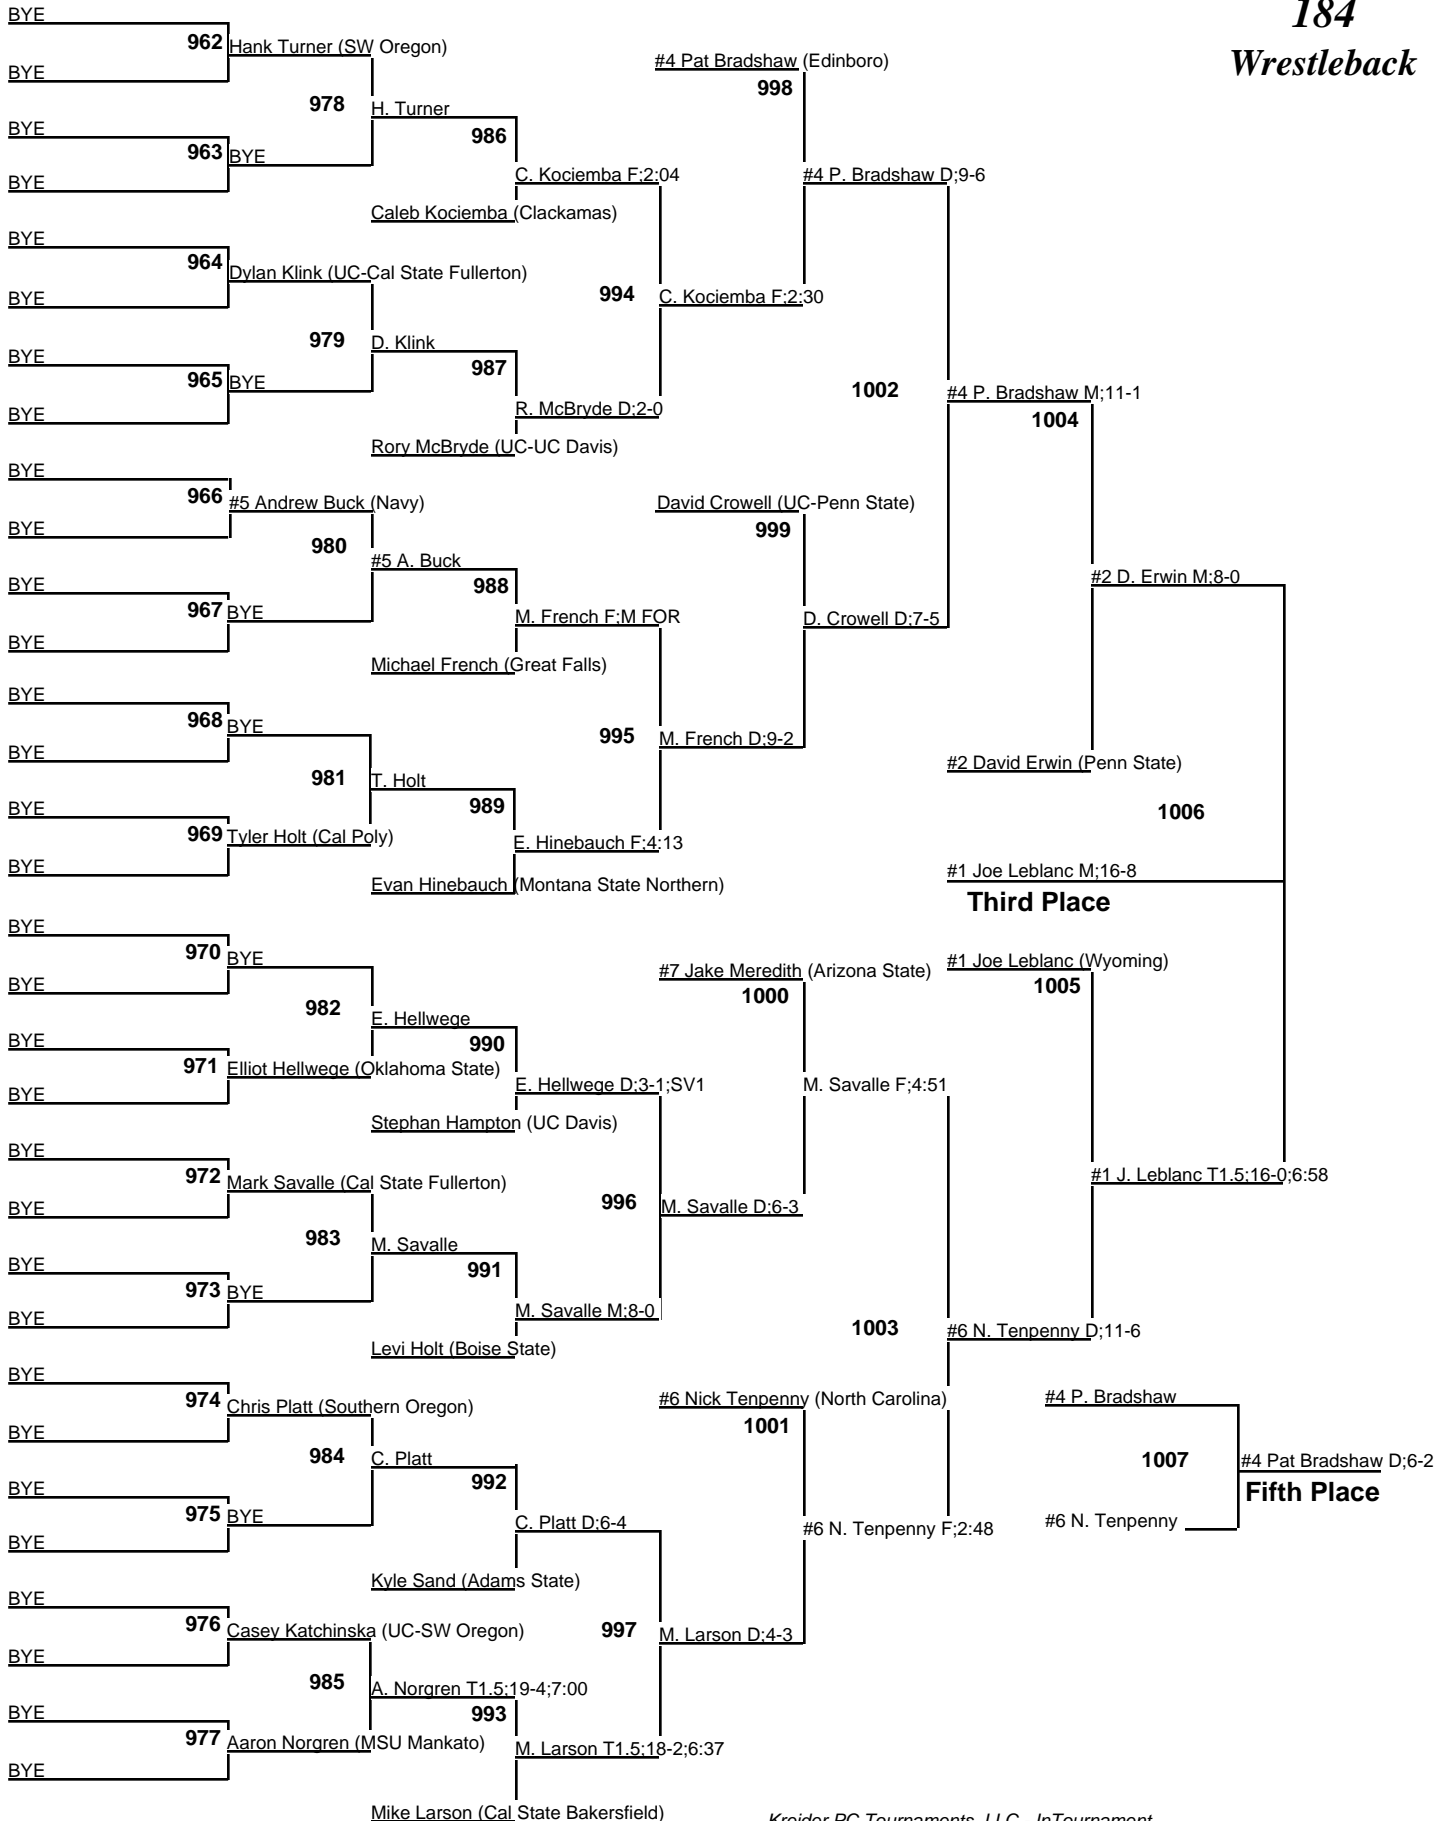 184
Wrestleback
BYE
962 Hank Turner (SW Oregon)
#4 Pat Bradshaw (Edinboro)
BYE
998
978 H. Turner
BYE
986
963 BYE
BYE
C. Kociemba F;2:04
#4 P. Bradshaw D;9-6
Caleb Kociemba (Clackamas)
BYE
964 Dylan Klink (UC-Cal State Fullerton)
BYE
994 C. Kociemba F;2:30
979 D. Klink
BYE
987
965 BYE
1002 #4 P. Bradshaw M;11-1
BYE
R. McBryde D;2-0
1004
Rory McBryde (UC-UC Davis)
BYE
966 #5 Andrew Buck (Navy)
David Crowell (UC-Penn State)
BYE
999
980 #5 A. Buck
BYE
988
#2 D. Erwin M;8-0
967 BYE
M. French F;M FOR
D. Crowell D;7-5
BYE
Michael French (Great Falls)
BYE
968 BYE
995 M. French D;9-2
BYE
#2 David Erwin (Penn State)
981 T. Holt
BYE
989
1006
969 Tyler Holt (Cal Poly)
E. Hinebauch F;4:13
BYE
#1 Joe Leblanc M;16-8
Evan Hinebauch (Montana State Northern)
Third Place
BYE
970 BYE
#7 Jake Meredith (Arizona State)
#1 Joe Leblanc (Wyoming)
BYE
1000
1005
982 E. Hellwege
BYE
990
971 Elliot Hellwege (Oklahoma State)
BYE
E. Hellwege D;3-1;SV1
M. Savalle F;4:51
Stephan Hampton (UC Davis)
BYE
972 Mark Savalle (Cal State Fullerton)
#1 J. Leblanc T1.5;16-0;6:58
BYE
996 M. Savalle D;6-3
983 M. Savalle
BYE
991
973 BYE
BYE
M. Savalle M;8-0
1003 #6 N. Tenpenny D;11-6
Levi Holt (Boise State)
BYE
974 Chris Platt (Southern Oregon)
#6 Nick Tenpenny (North Carolina)
#4 P. Bradshaw
BYE
1001
984 C. Platt
1007 #4 Pat Bradshaw D;6-2
BYE
992
Fifth Place
975 BYE
C. Platt D;6-4
#6 N. Tenpenny F;2:48
#6 N. Tenpenny
BYE
Kyle Sand (Adams State)
BYE
976 Casey Katchinska (UC-SW Oregon)
997 M. Larson D;4-3
BYE
985 A. Norgren T1.5;19-4;7:00
BYE
993
977 Aaron Norgren (MSU Mankato)
M. Larson T1.5;18-2;6:37
BYE
Mike Larson (Cal State Bakersfield)
Kreider PC Tournaments, LLC - InTournament